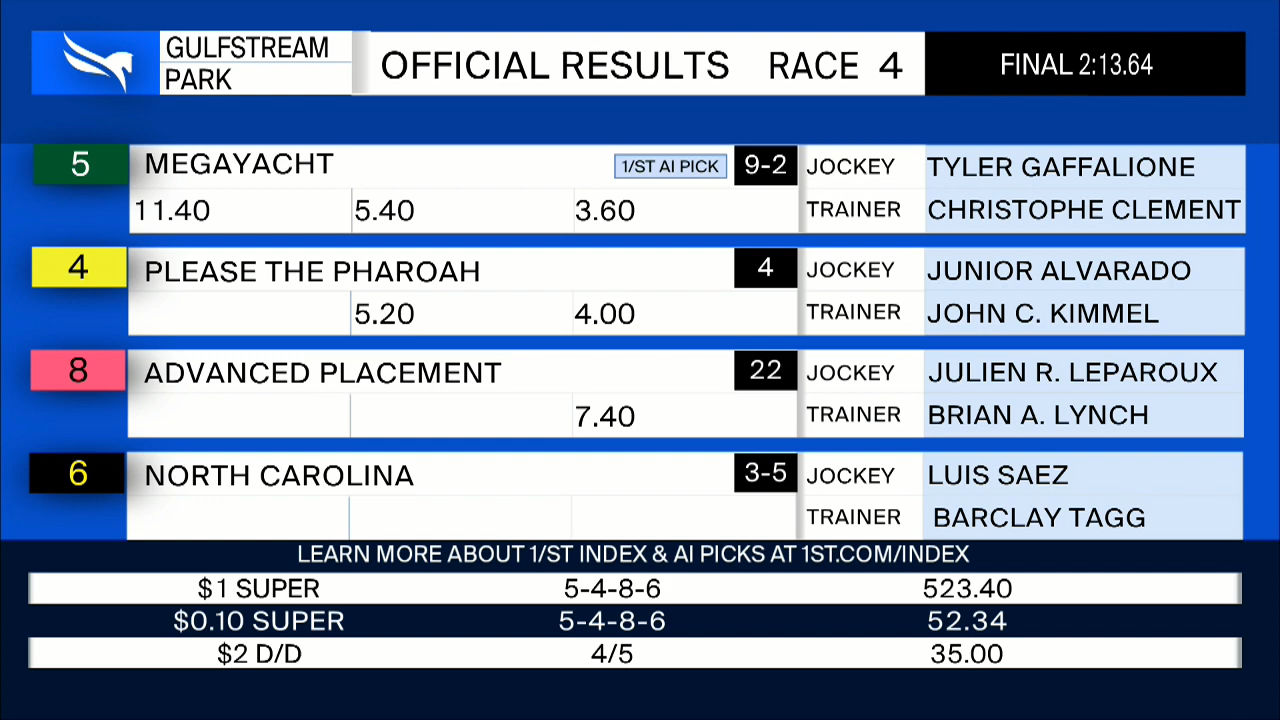 GULFSTREAM
PARK
OFFICIAL RESULTS RACE 4
FINAL 2:13.64
5 MEGAYACHT 1/ST AI PICK 9-2 JOCKEY TYLER GAFFALIONE
11.40 5.40 3.60 TRAINER CHRISTOPHE CLEMENT
4 PLEASE THE PHAROAH 4 JOCKEY JUNIOR ALVARADO
5.20 4.00 TRAINER JOHN C. KIMMEL
8 ADVANCED PLACEMENT 22 JOCKEY JULIEN R. LEPAROUX
7.40 TRAINER BRIAN A. LYNCH
6 NORTH CAROLINA 3-5 JOCKEY LUIS SAEZ
TRAINER BARCLAY TAGG
LEARN MORE ABOUT 1/ST INDEX & AI PICKS AT 1ST.COM/INDEX
$1 SUPER 5-4-8-6 523.40
$0.10 SUPER 5-4-8-6 52.34
$2 D/D 4/5 35.00